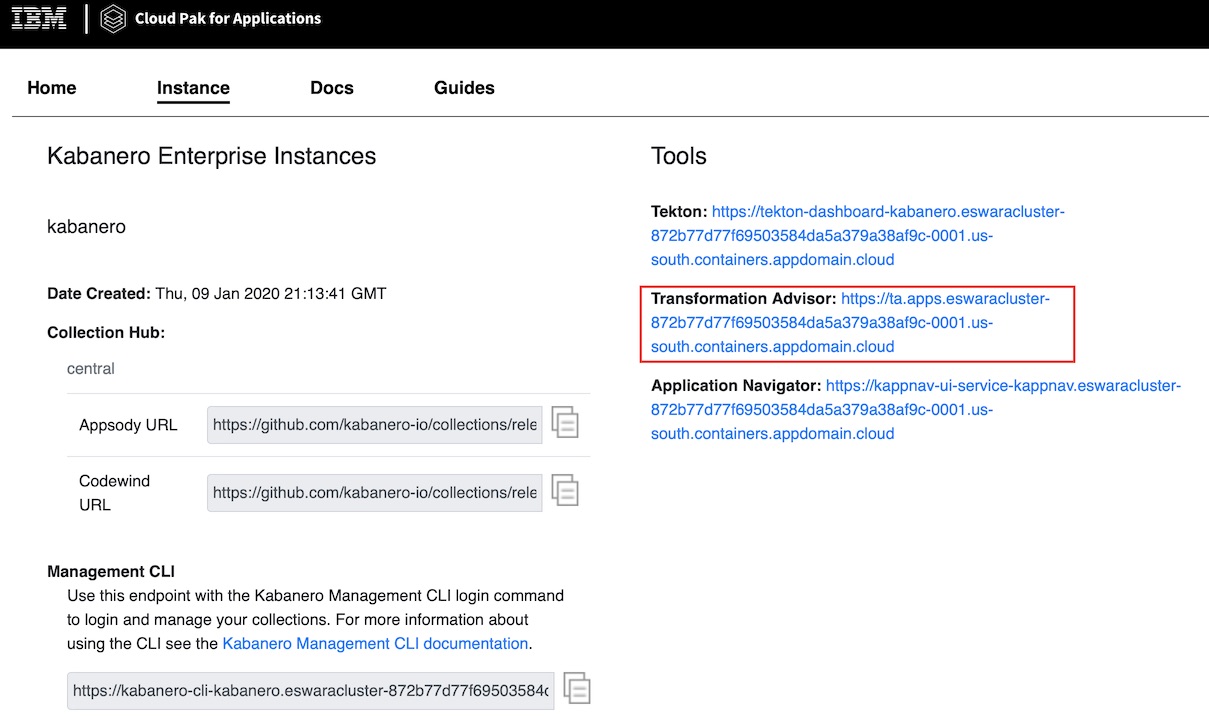 IBM Cloud Pak for Applications
Home Instance Docs Guides
Kabanero Enterprise Instances
kabanero
Date Created: Thu, 09 Jan 2020 21:13:41 GMT
Collection Hub:
central
Appsody URL https://github.com/kabanero-io/collections/rele
Codewind
URL
https://github.com/kabanero-io/collections/rele
Management CLI
Use this endpoint with the Kabanero Management CLI login command
to login and manage your collections. For more information about
using the CLI see the Kabanero Management CLI documentation.
https://kabanero-cli-kabanero.eswaracluster-872b77d77f69503584d
Tools
Tekton: https://tekton-dashboard-kabanero.eswaracluster-
872b77d77f69503584da5a379a38af9c-0001.us-
south.containers.appdomain.cloud
Transformation Advisor: https://ta.apps.eswaracluster-
872b77d77f69503584da5a379a38af9c-0001.us-
south.containers.appdomain.cloud
Application Navigator: https://kappnav-ui-service-kappnav.eswaracluster-
872b77d77f69503584da5a379a38af9c-0001.us-
south.containers.appdomain.cloud